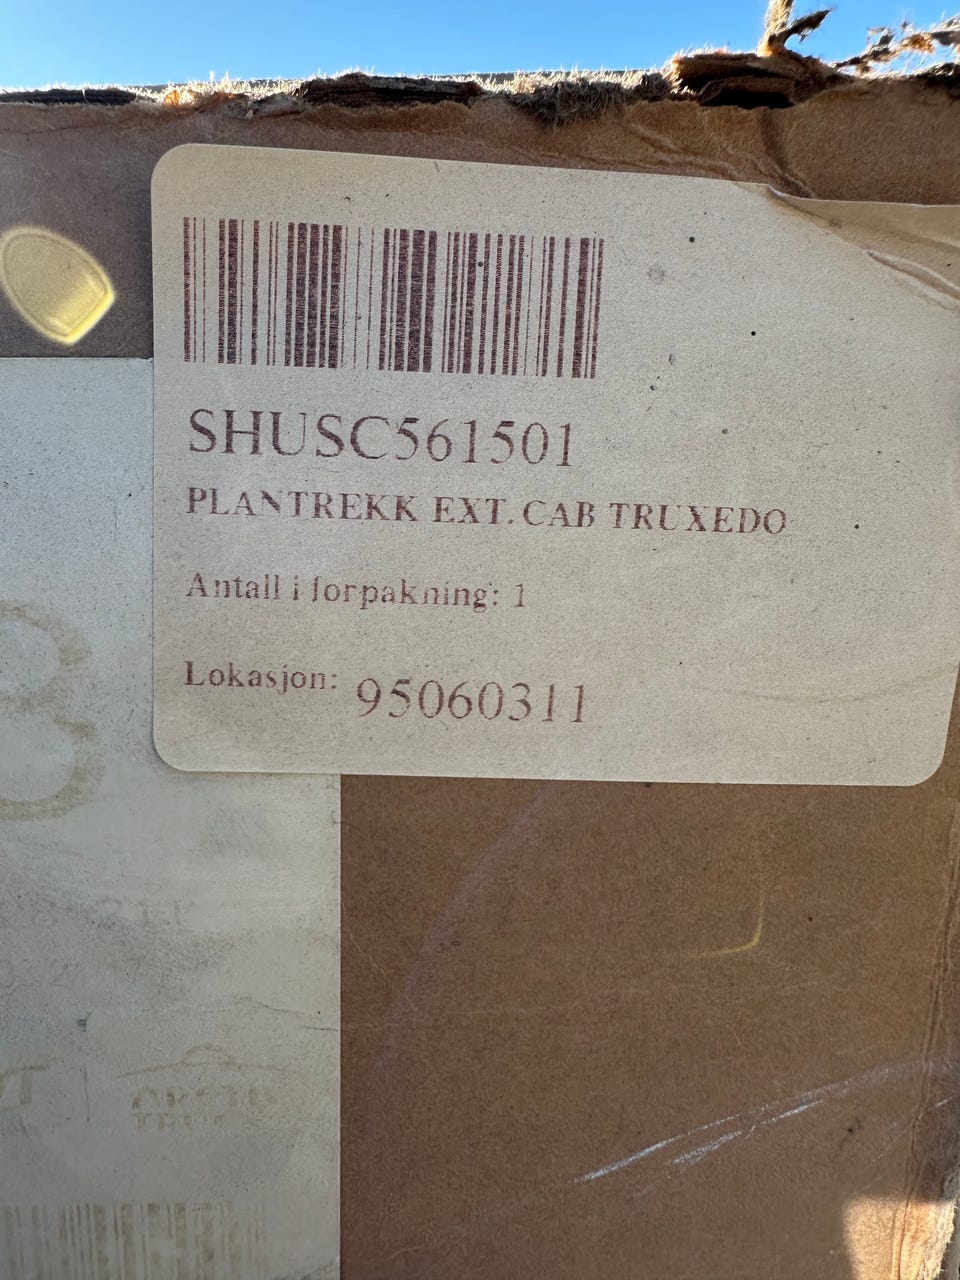 SHUSC561501
PLANTREKK EXT. CAB TRUXEDO
Antall i forpakning: 1
Lokasjon: 95060311